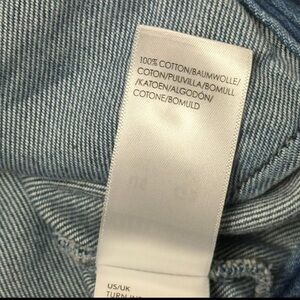 100% COTTON/BAUMWOLLE/
COTON/PUUVILLA/BOMULL
/KATOEN/ALGODÓN/
COTONE/BOMULD
US/UK
TURN IN